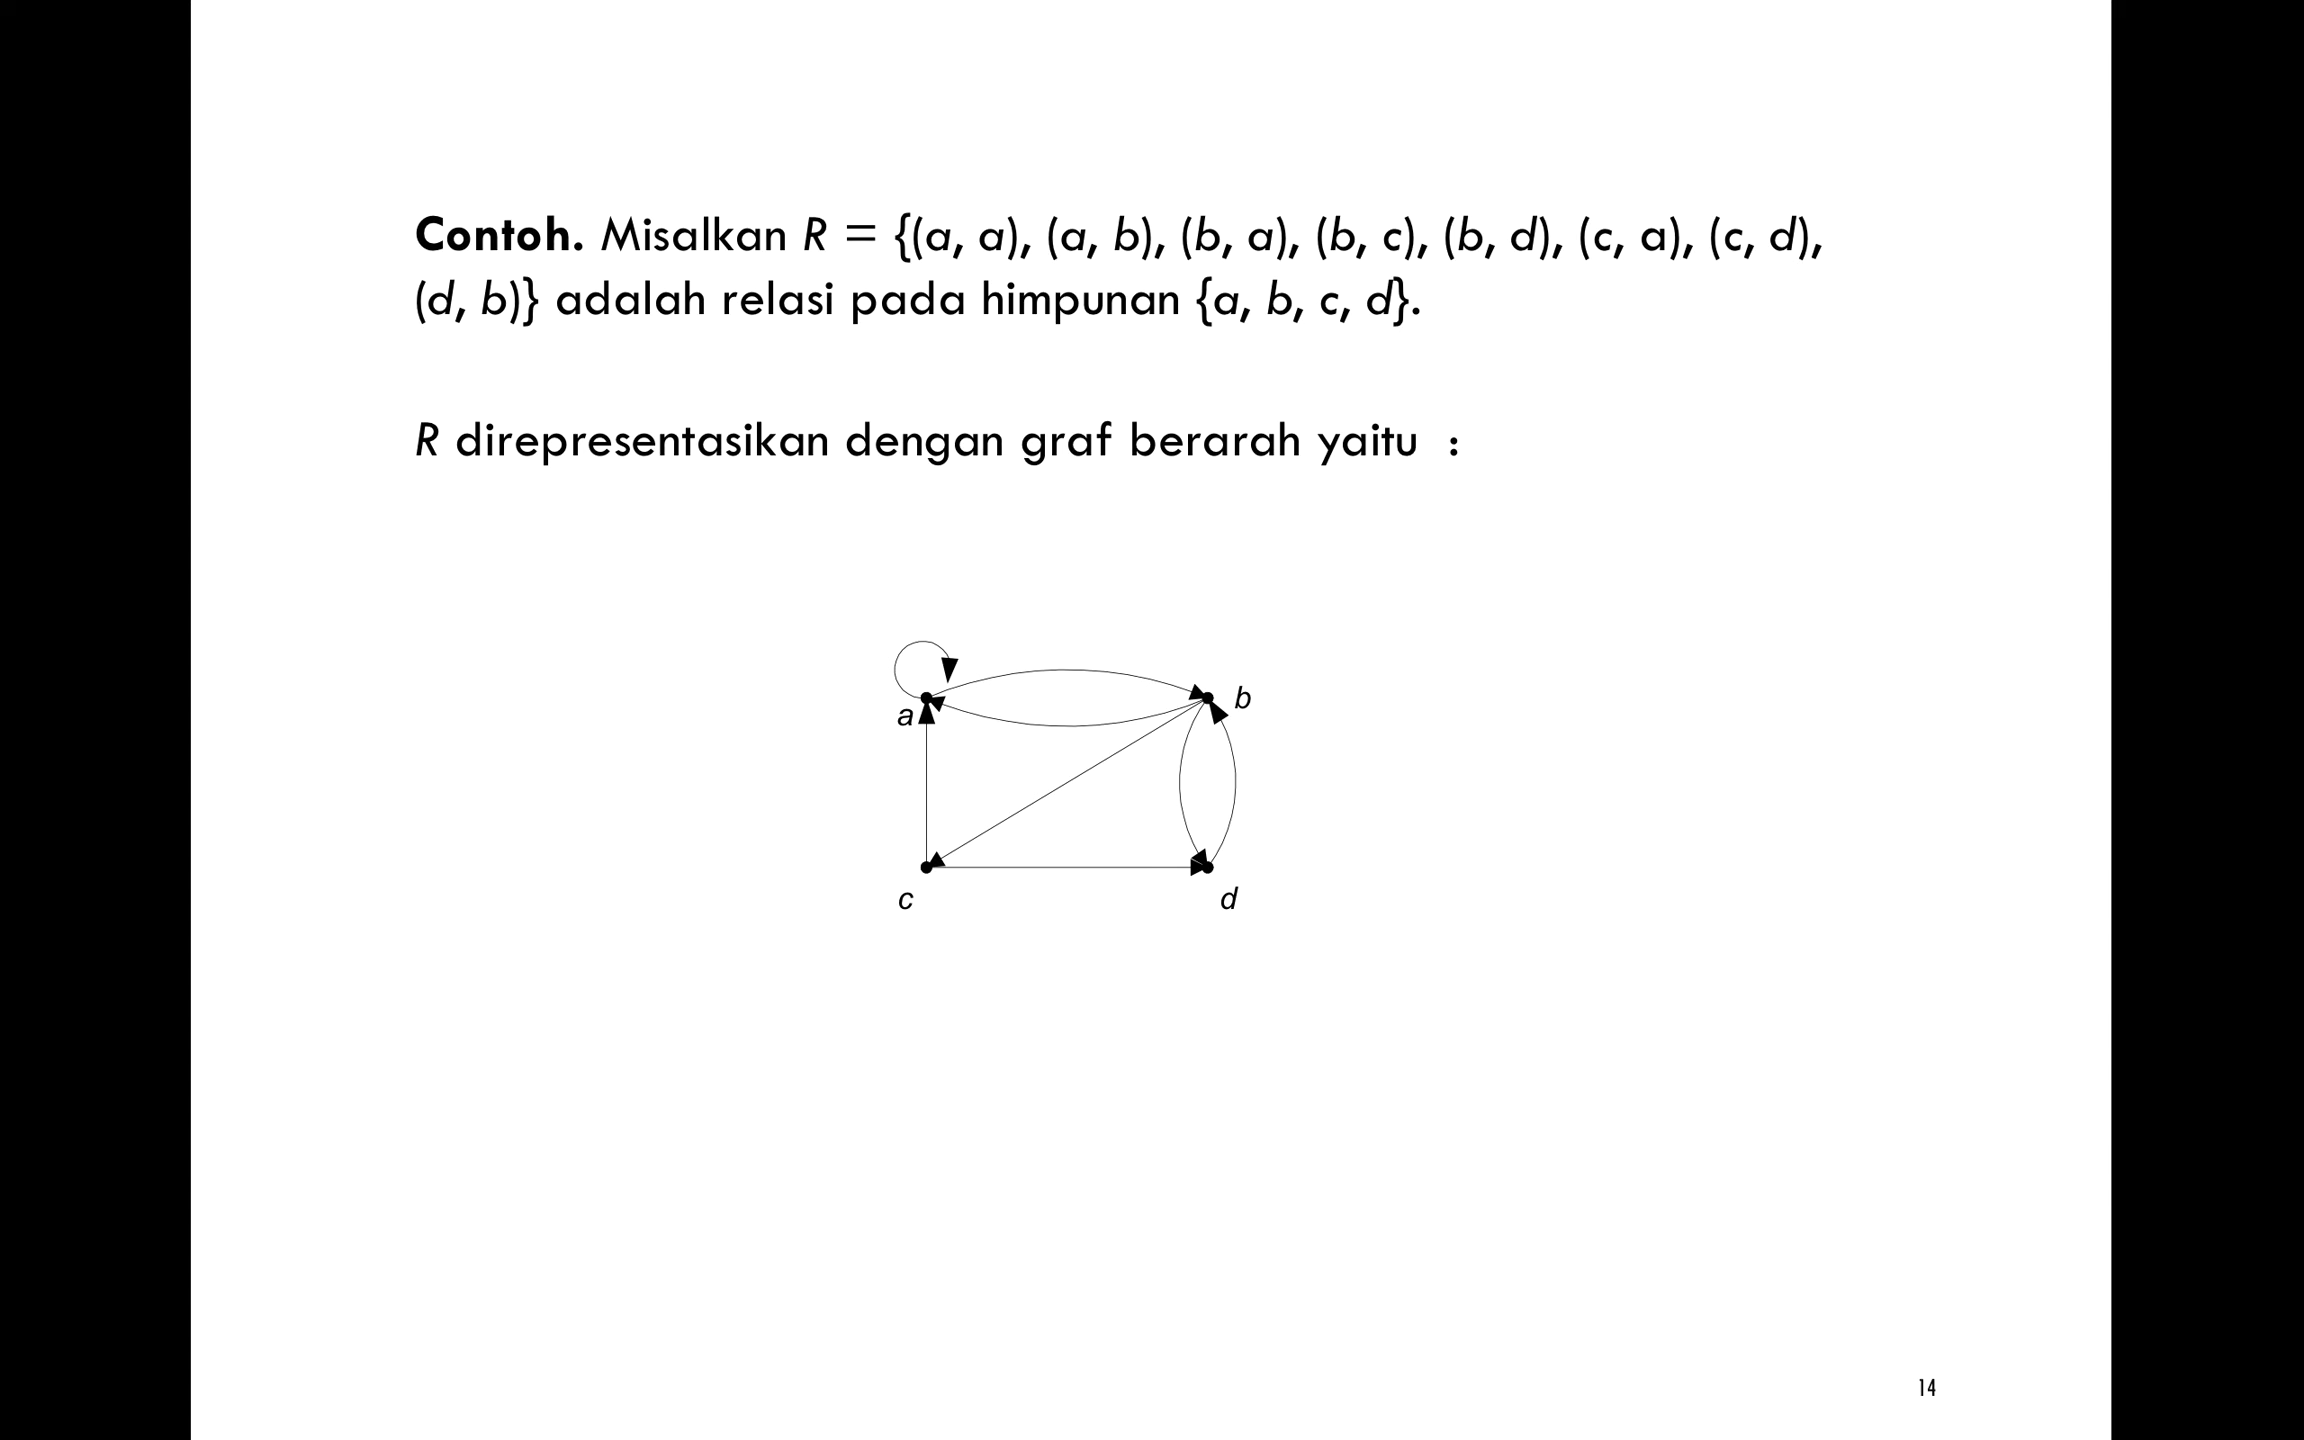 Contoh. Misalkan R = {(a, a), (a, b), (b, a), (b, c), (b, d), (c, a), (c, d),
(d, b)} adalah relasi pada himpunan {a, b, c, d}.
R direpresentasikan dengan graf berarah yaitu :
a
b
c
d
14